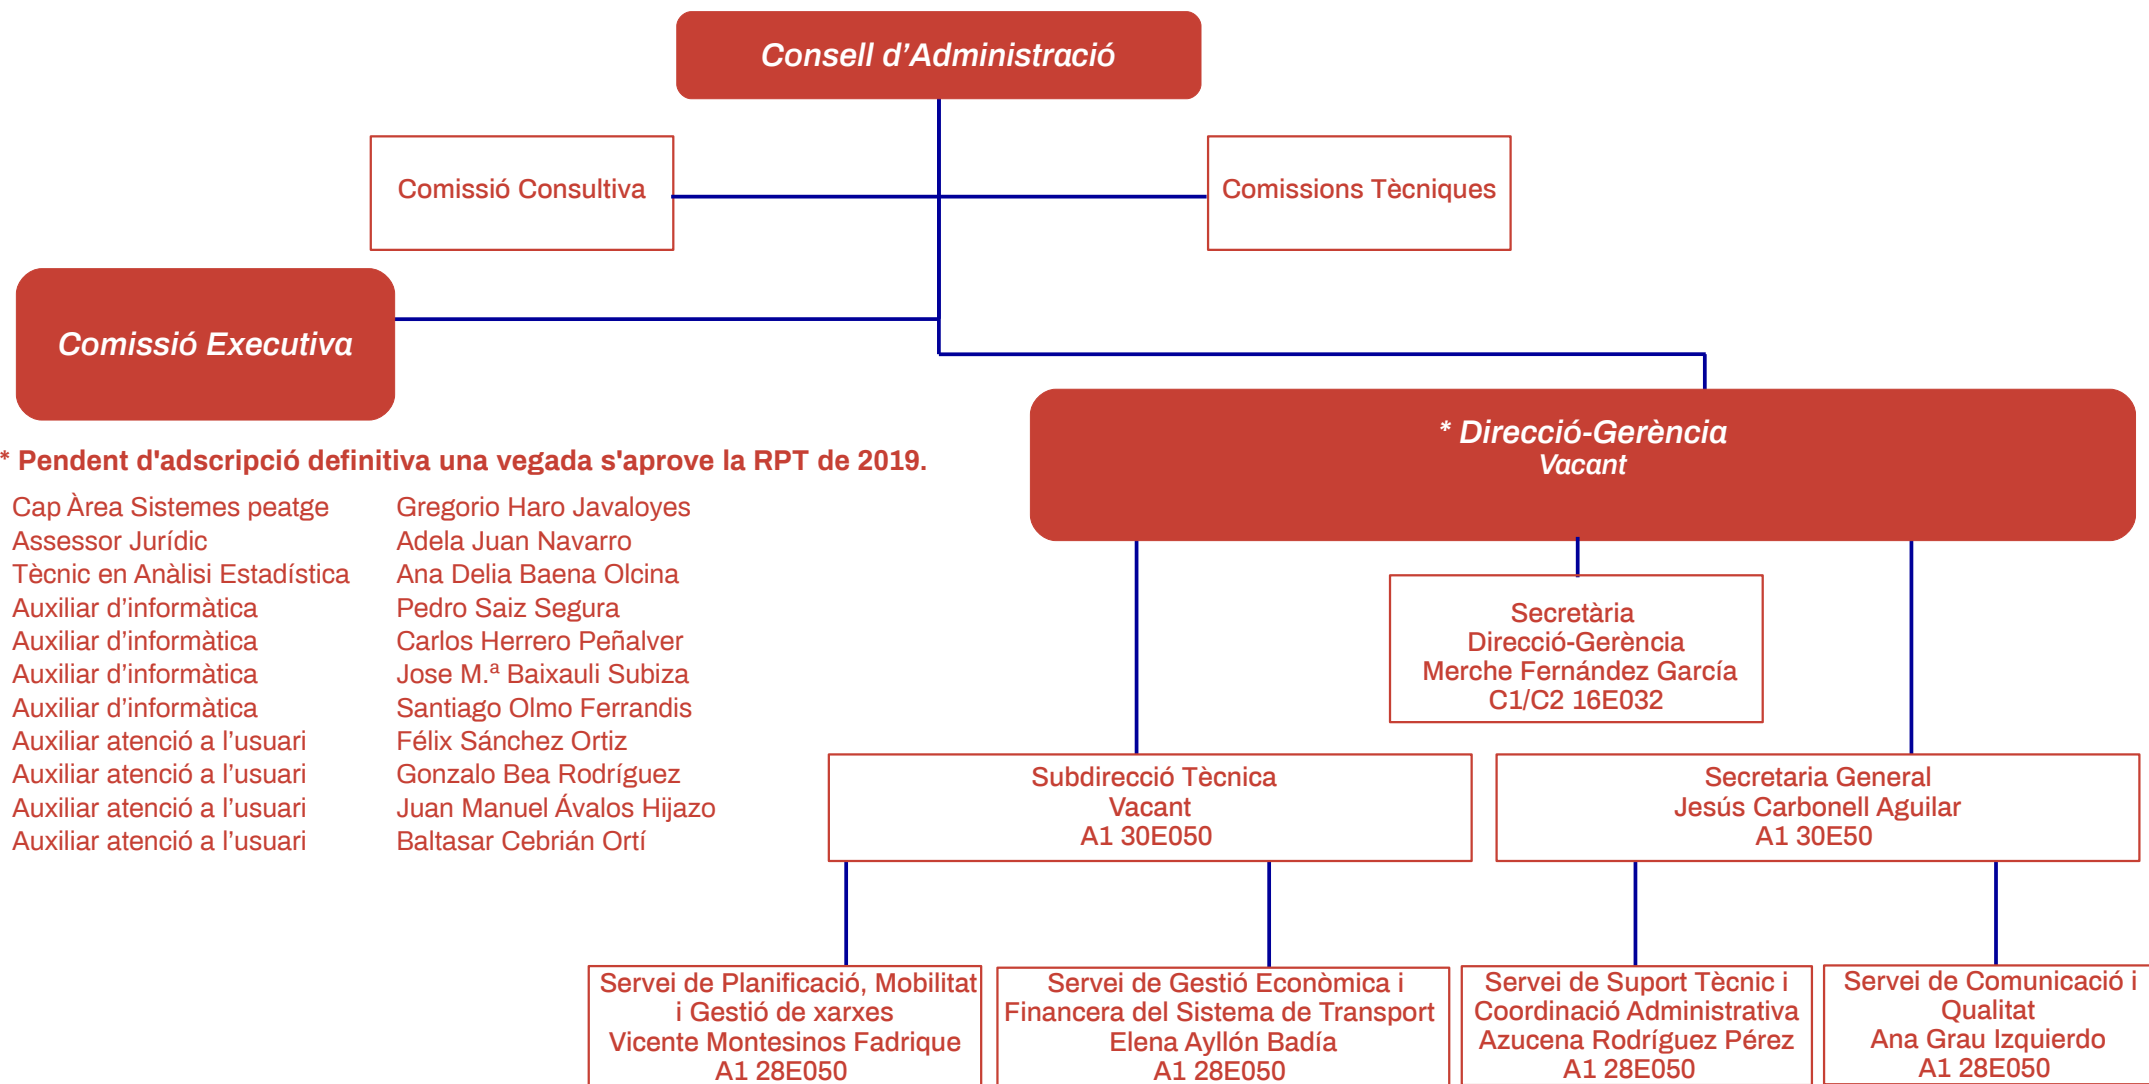 Consell d’Administració
Comissió Consultiva
Comissions Tècniques
Comissió Executiva
* Direcció-Gerència
Vacant
* Pendent d'adscripció definitiva una vegada s'aprove la RPT de 2019.
Cap Àrea Sistemes peatge Gregorio Haro Javaloyes
Assessor Jurídic Adela Juan Navarro
Tècnic en Anàlisi Estadística Ana Delia Baena Olcina
Auxiliar d’informàtica Pedro Saiz Segura
Auxiliar d’informàtica Carlos Herrero Peñalver
Auxiliar d’informàtica Jose M.ª Baixauli Subiza
Auxiliar d’informàtica Santiago Olmo Ferrandis
Auxiliar atenció a l’usuari Félix Sánchez Ortiz
Auxiliar atenció a l’usuari Gonzalo Bea Rodríguez
Auxiliar atenció a l’usuari Juan Manuel Ávalos Hijazo
Auxiliar atenció a l’usuari Baltasar Cebrián Ortí
Secretària
Direcció-Gerència
Merche Fernández García
C1/C2 16E032
Subdirecció Tècnica
Vacant
A1 30E050
Secretaria General
Jesús Carbonell Aguilar
A1 30E50
Servei de Planificació, Mobilitat
i Gestió de xarxes
Vicente Montesinos Fadrique
A1 28E050
Servei de Gestió Econòmica i
Financera del Sistema de Transport
Elena Ayllón Badía
A1 28E050
Servei de Suport Tècnic i
Coordinació Administrativa
Azucena Rodríguez Pérez
A1 28E050
Servei de Comunicació i
Qualitat
Ana Grau Izquierdo
A1 28E050